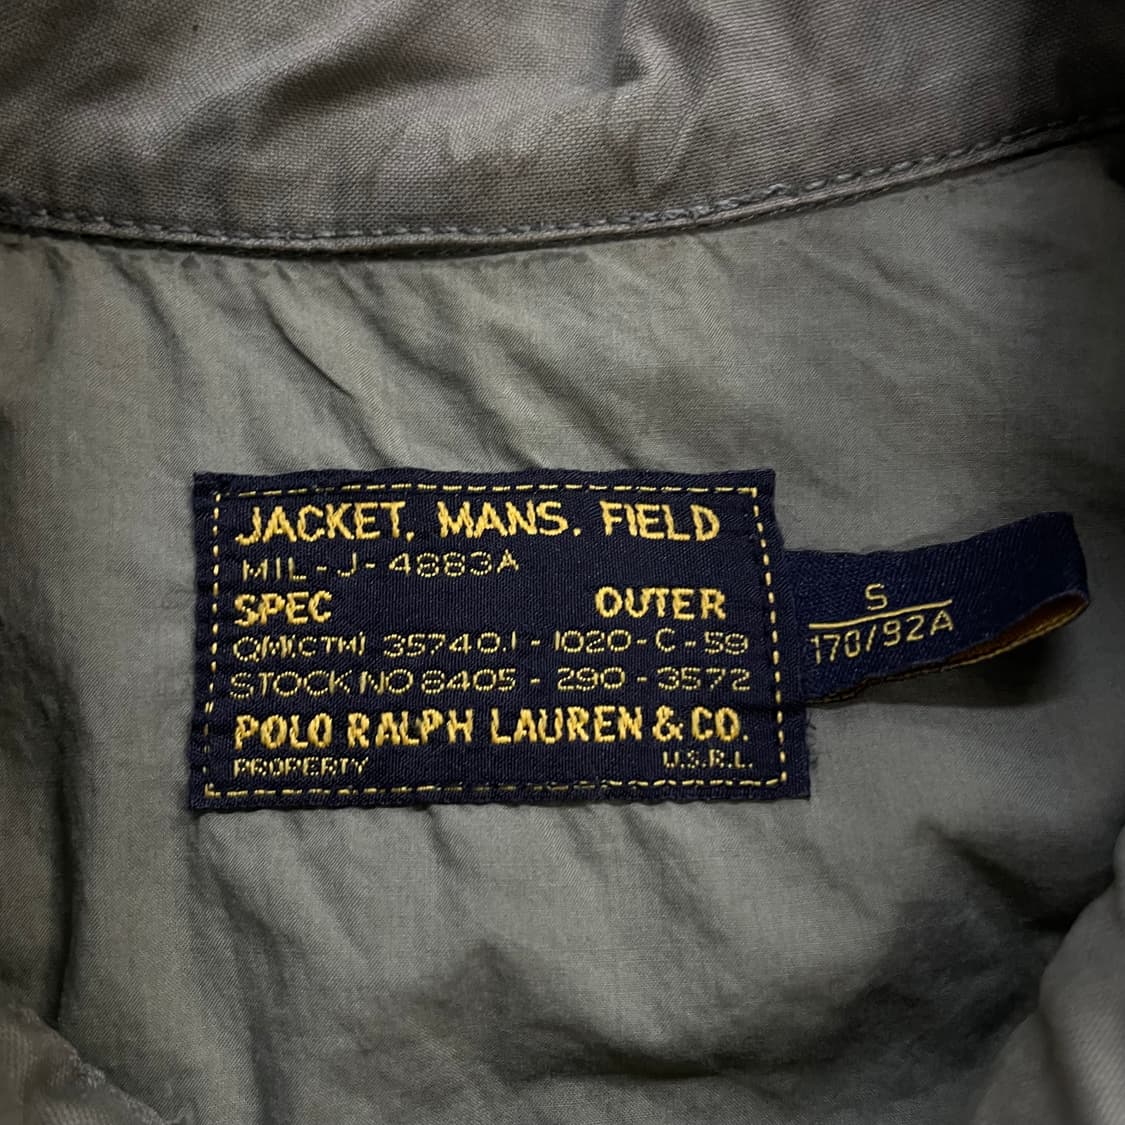 JACKET, MANS, FIELD
MIL-J-4883A
SPEC OUTER
QM(CTM) 35740.1-1020-C-59
STOCK NO 8405-290-3572
POLO RALPH LAUREN & CO.
PROPERTY U.S.R.L.
S
170/92A